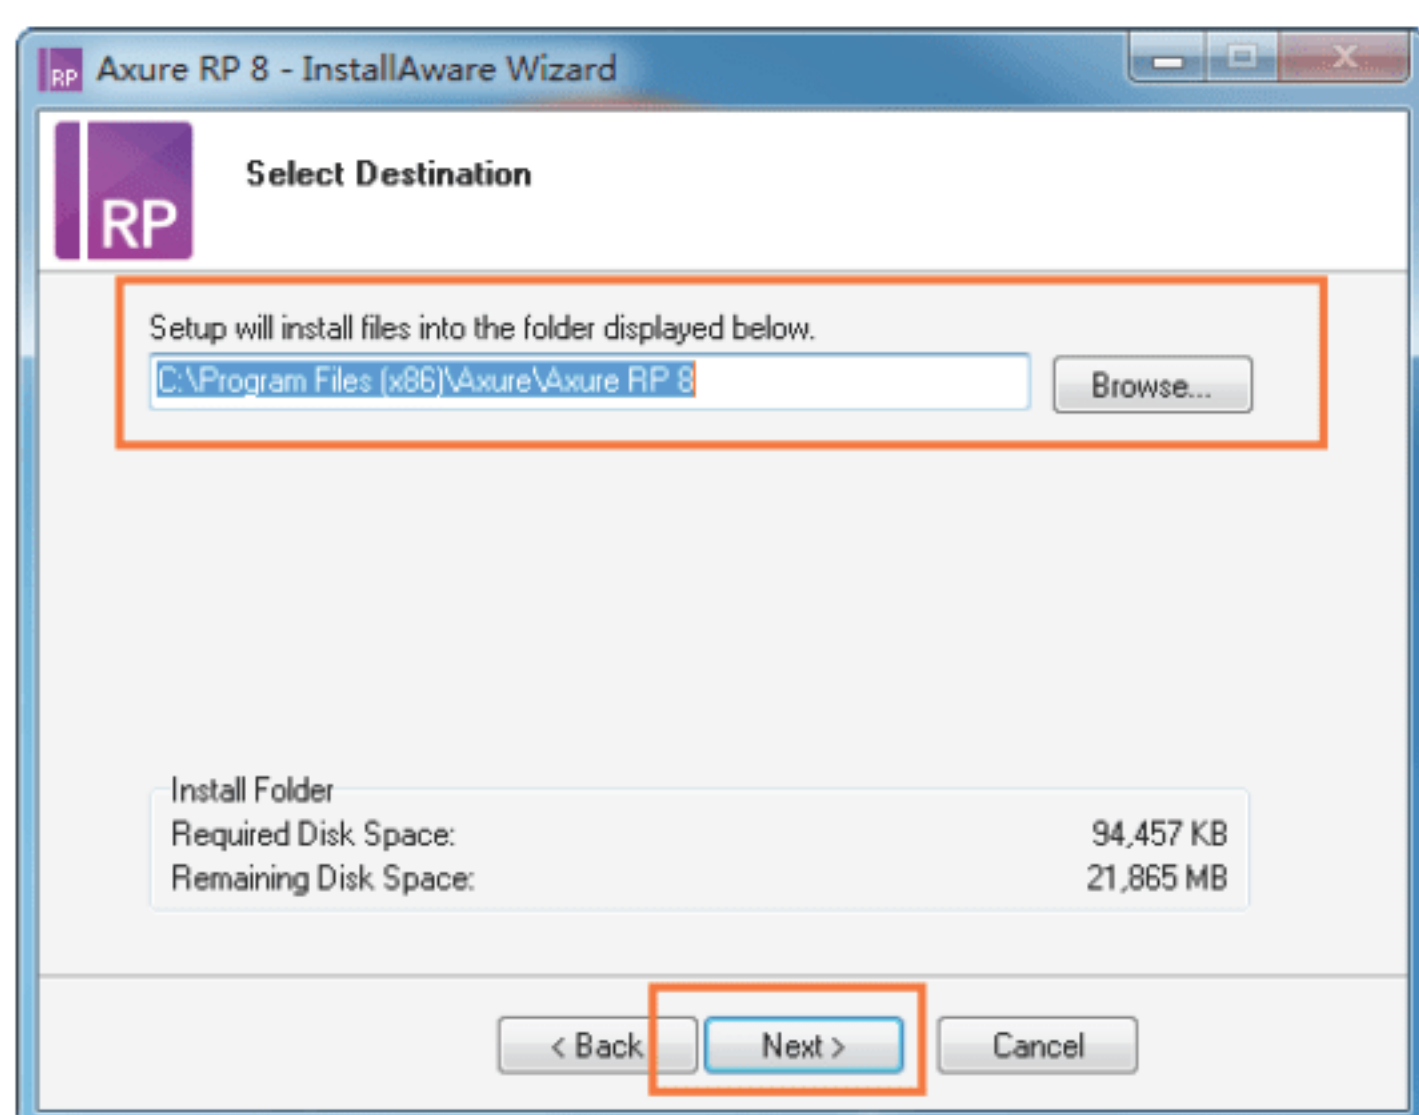 RP Axure RP 8 - InstallAware Wizard
RP
Select Destination
Setup will install files into the folder displayed below.
C:\Program Files (x86)\Axure\Axure RP 8
Browse...
Install Folder
Required Disk Space: 94,457 KB
Remaining Disk Space: 21,865 MB
< Back Next > Cancel